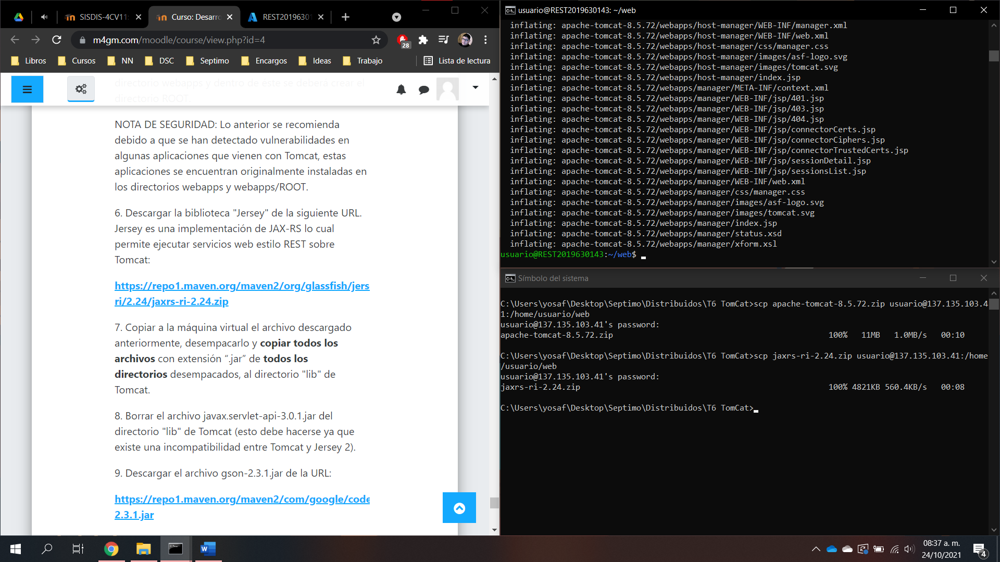 SISDIS-4CV11
Curso: Desarro
REST2019630
m4gm.com/moodle/course/view.php?id=4
28
Libros
Cursos
NN
DSC
Septimo
Encargos
Ideas
Trabajo
Lista de lectura
directorio webapps y dentro de este se deberá crear el
directorio ROOT.
NOTA DE SEGURIDAD: Lo anterior se recomienda
debido a que se han detectado vulnerabilidades en
algunas aplicaciones que vienen con Tomcat, estas
aplicaciones se encuentran originalmente instaladas en
los directorios webapps y webapps/ROOT.
6. Descargar la biblioteca "Jersey" de la siguiente URL.
Jersey es una implementación de JAX-RS lo cual
permite ejecutar servicios web estilo REST sobre
Tomcat:
https://repo1.maven.org/maven2/org/glassfish/jers
ri/2.24/jaxrs-ri-2.24.zip
7. Copiar a la máquina virtual el archivo descargado
anteriormente, desempacarlo y copiar todos los
archivos con extensión “.jar” de todos los
directorios desempacados, al directorio "lib" de
Tomcat.
8. Borrar el archivo javax.servlet-api-3.0.1.jar del
directorio "lib" de Tomcat (esto debe hacerse ya que
existe una incompatibilidad entre Tomcat y Jersey 2).
9. Descargar el archivo gson-2.3.1.jar de la URL:
https://repo1.maven.org/maven2/com/google/code
2.3.1.jar
usuario@REST2019630143: ~/web
inflating: apache-tomcat-8.5.72/webapps/host-manager/WEB-INF/manager.xml
inflating: apache-tomcat-8.5.72/webapps/host-manager/WEB-INF/web.xml
inflating: apache-tomcat-8.5.72/webapps/host-manager/css/manager.css
inflating: apache-tomcat-8.5.72/webapps/host-manager/images/asf-logo.svg
inflating: apache-tomcat-8.5.72/webapps/host-manager/images/tomcat.svg
inflating: apache-tomcat-8.5.72/webapps/host-manager/index.jsp
inflating: apache-tomcat-8.5.72/webapps/manager/META-INF/context.xml
inflating: apache-tomcat-8.5.72/webapps/manager/WEB-INF/jsp/401.jsp
inflating: apache-tomcat-8.5.72/webapps/manager/WEB-INF/jsp/403.jsp
inflating: apache-tomcat-8.5.72/webapps/manager/WEB-INF/jsp/404.jsp
inflating: apache-tomcat-8.5.72/webapps/manager/WEB-INF/jsp/connectorCerts.jsp
inflating: apache-tomcat-8.5.72/webapps/manager/WEB-INF/jsp/connectorCiphers.jsp
inflating: apache-tomcat-8.5.72/webapps/manager/WEB-INF/jsp/connectorTrustedCerts.jsp
inflating: apache-tomcat-8.5.72/webapps/manager/WEB-INF/jsp/sessionDetail.jsp
inflating: apache-tomcat-8.5.72/webapps/manager/WEB-INF/jsp/sessionsList.jsp
inflating: apache-tomcat-8.5.72/webapps/manager/WEB-INF/web.xml
inflating: apache-tomcat-8.5.72/webapps/manager/css/manager.css
inflating: apache-tomcat-8.5.72/webapps/manager/images/asf-logo.svg
inflating: apache-tomcat-8.5.72/webapps/manager/images/tomcat.svg
inflating: apache-tomcat-8.5.72/webapps/manager/index.jsp
inflating: apache-tomcat-8.5.72/webapps/manager/status.xsd
inflating: apache-tomcat-8.5.72/webapps/manager/xform.xsl
usuario@REST2019630143:~/web$
Símbolo del sistema
C:\Users\yosaf\Desktop\Septimo\Distribuidos\T6 TomCat>scp apache-tomcat-8.5.72.zip usuario@137.135.103.4
1:/home/usuario/web
usuario@137.135.103.41's password:
apache-tomcat-8.5.72.zip 100% 11MB 1.0MB/s 00:10
C:\Users\yosaf\Desktop\Septimo\Distribuidos\T6 TomCat>scp jaxrs-ri-2.24.zip usuario@137.135.103.41:/home
/usuario/web
usuario@137.135.103.41's password:
jaxrs-ri-2.24.zip 100% 4821KB 560.4KB/s 00:08
C:\Users\yosaf\Desktop\Septimo\Distribuidos\T6 TomCat>
08:37 a. m.
24/10/2021
4